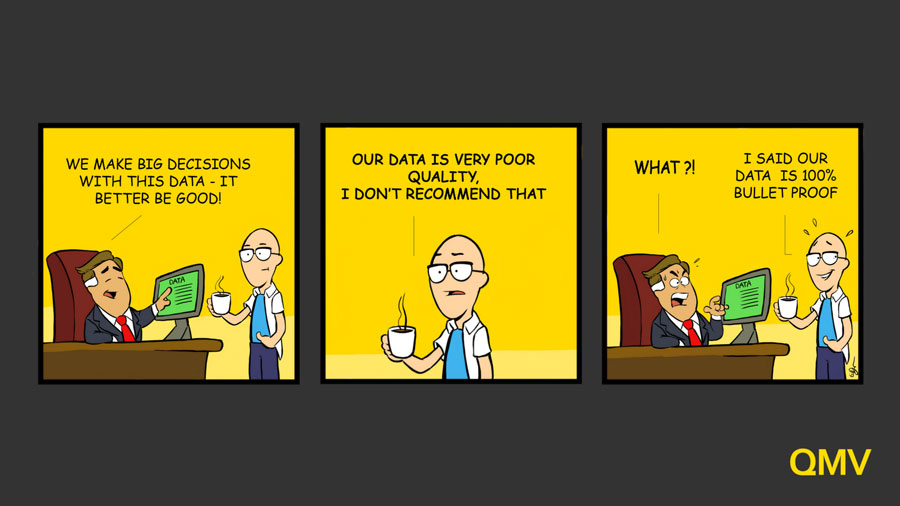 WE MAKE BIG DECISIONS
WITH THIS DATA - IT
BETTER BE GOOD!
DATA
OUR DATA IS VERY POOR
QUALITY,
I DON'T RECOMMEND THAT
WHAT ?!
I SAID OUR
DATA IS 100%
BULLET PROOF
DATA
QMV